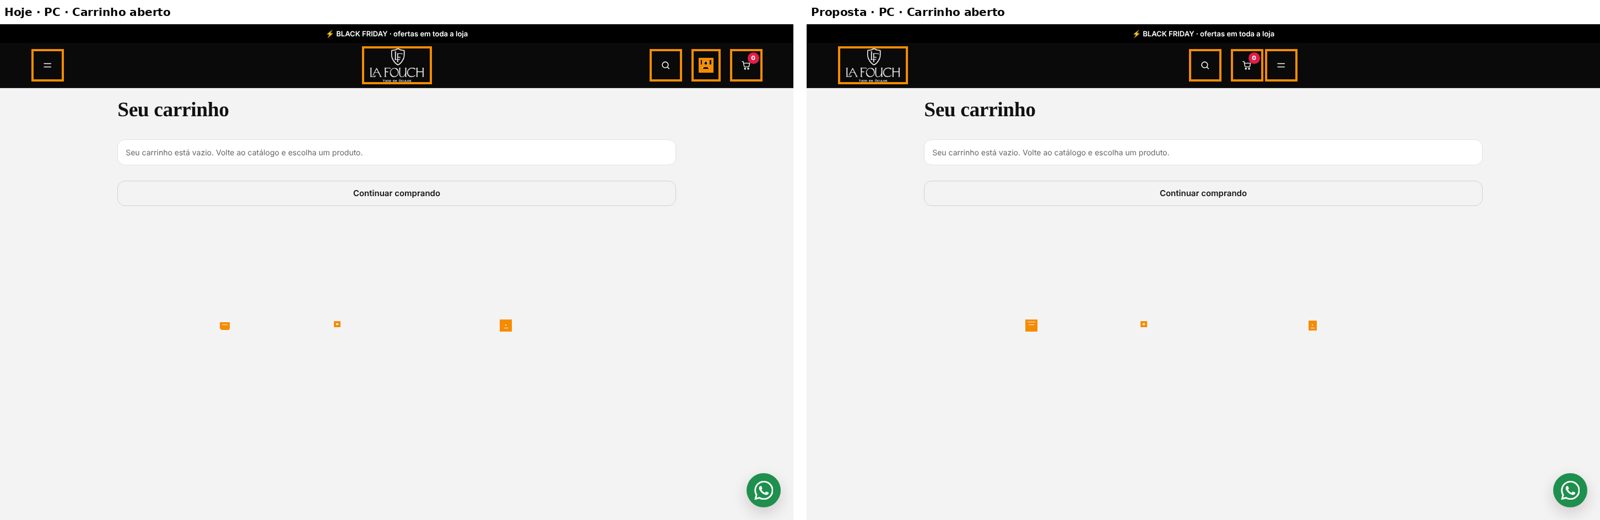 Hoje · PC · Carrinho aberto
⚡ BLACK FRIDAY · ofertas em toda a loja
LA FOUCH
0
Seu carrinho
Seu carrinho está vazio. Volte ao catálogo e escolha um produto.
Continuar comprando
Proposta · PC · Carrinho aberto
⚡ BLACK FRIDAY · ofertas em toda a loja
LA FOUCH
0
Seu carrinho
Seu carrinho está vazio. Volte ao catálogo e escolha um produto.
Continuar comprando